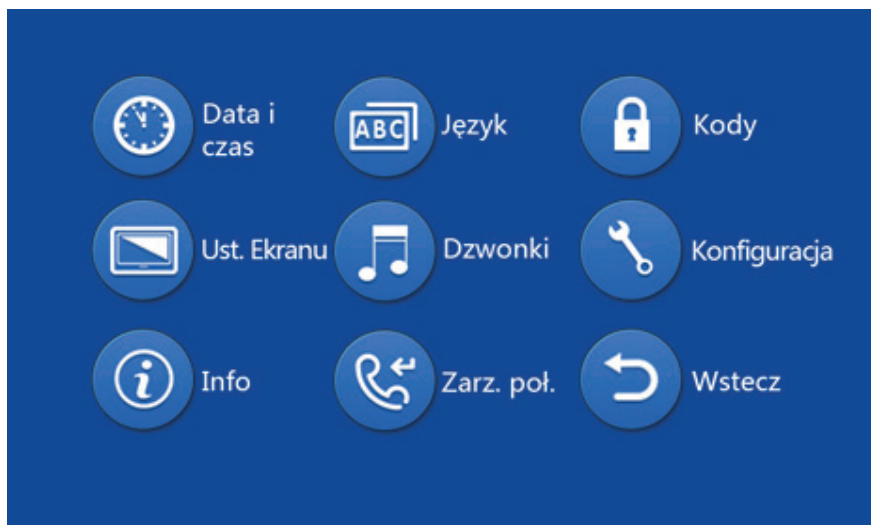 Data i
czas
ABC
Język
Kody
Ust. Ekranu
Dzwonki
Konfiguracja
i
Info
Zarz. poł.
Wstecz